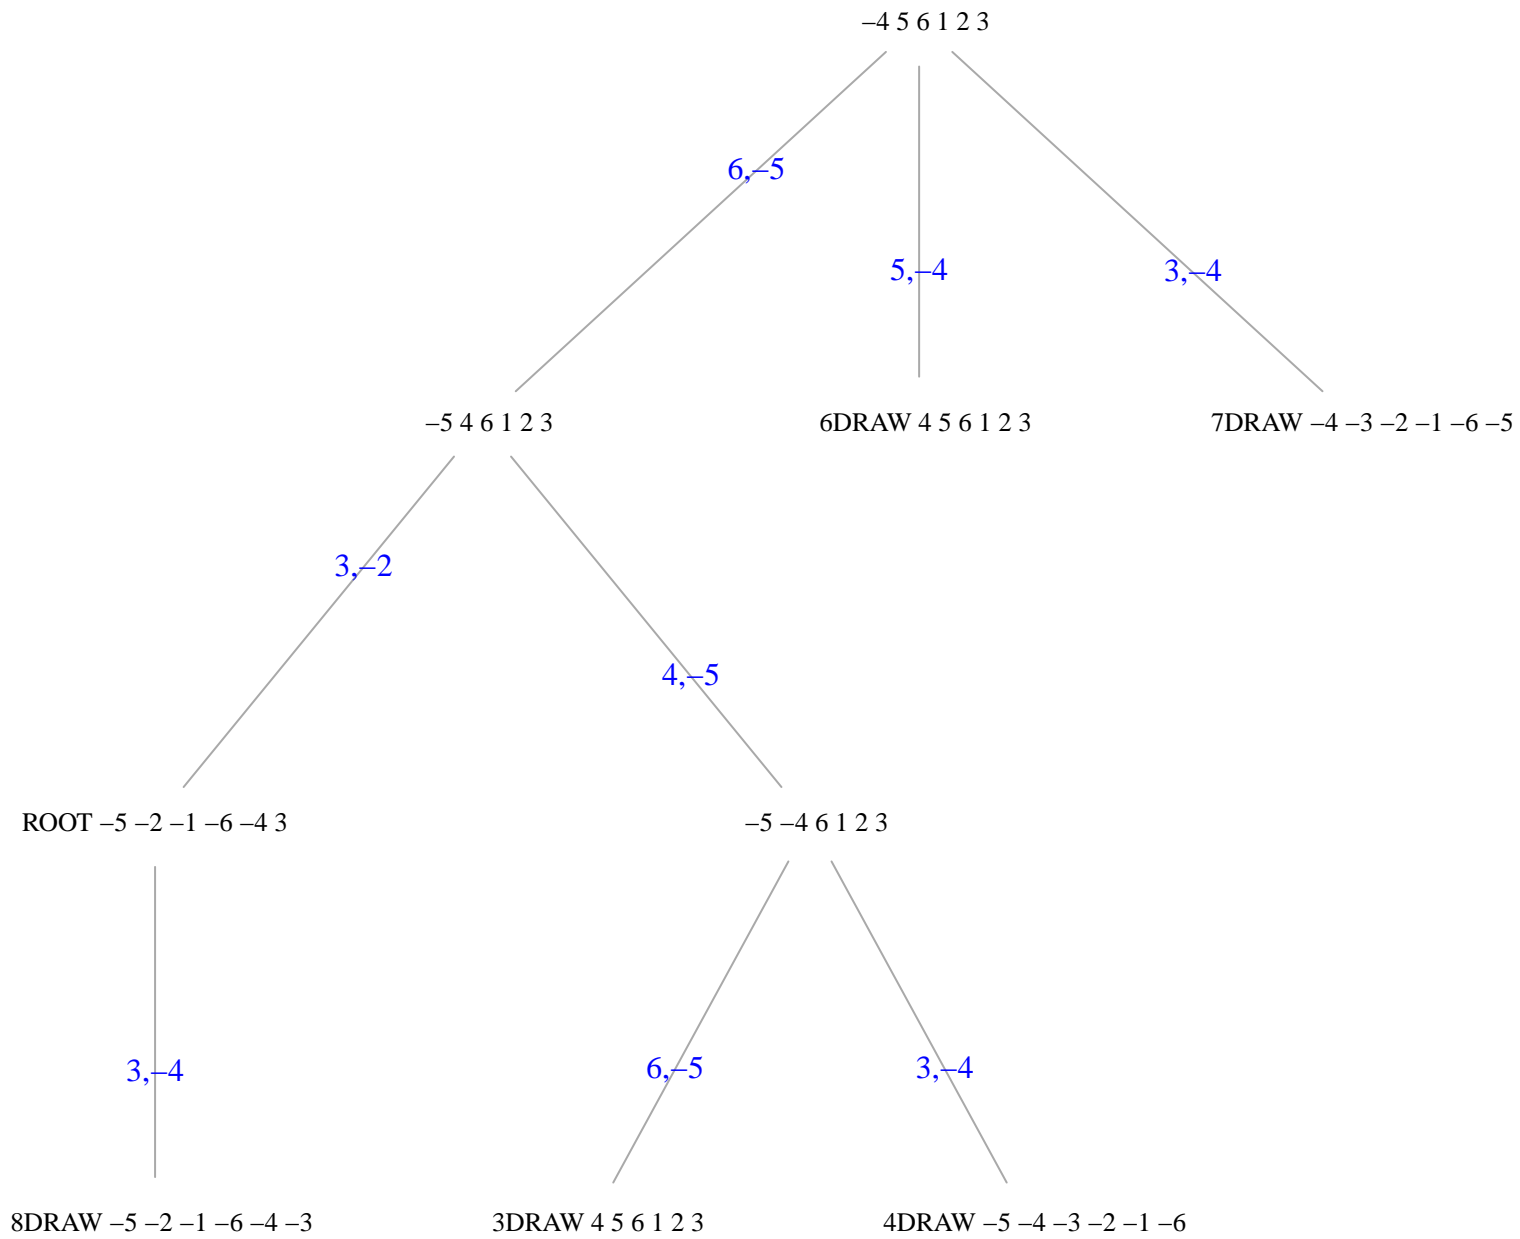 –4 5 6 1 2 3
6,–5
5,–4
3,–4
–5 4 6 1 2 3
6DRAW 4 5 6 1 2 3
7DRAW –4 –3 –2 –1 –6 –5
3,–2
4,–5
ROOT –5 –2 –1 –6 –4 3
–5 –4 6 1 2 3
3,–4
6,–5
3,–4
8DRAW –5 –2 –1 –6 –4 –3
3DRAW 4 5 6 1 2 3
4DRAW –5 –4 –3 –2 –1 –6